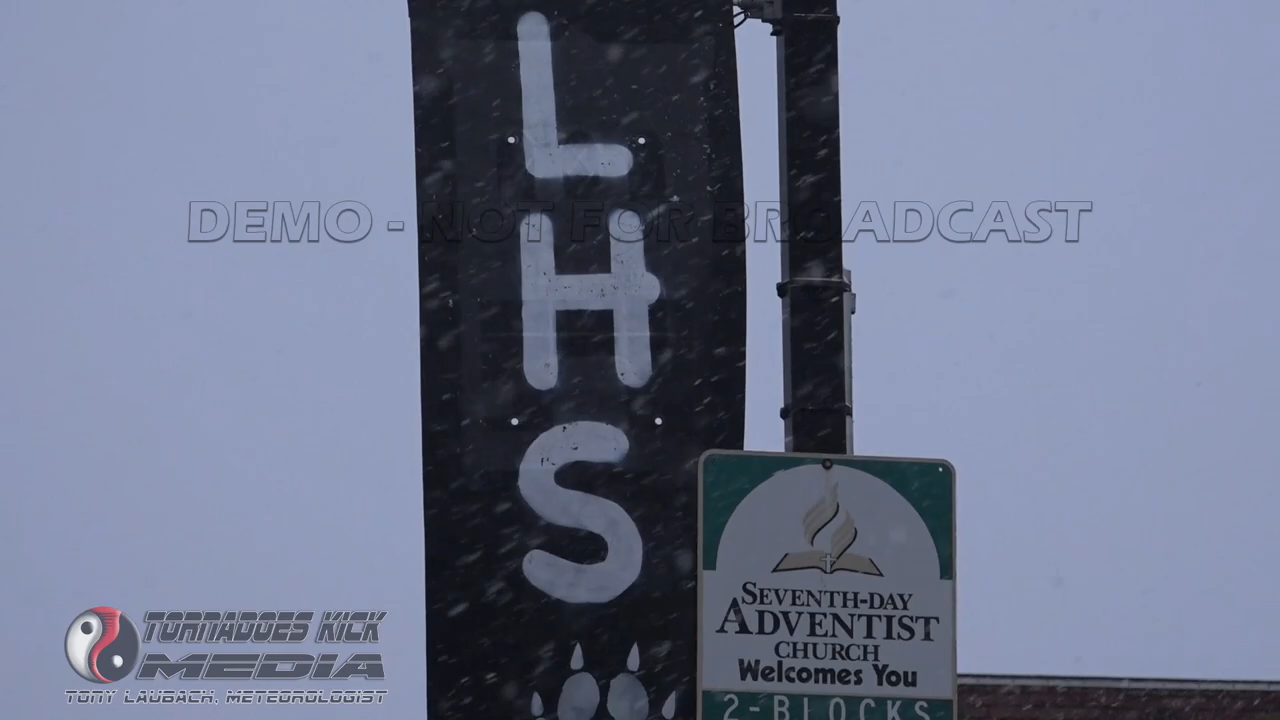 L
H
S
DEMO - NOT FOR BROADCAST
SEVENTH-DAY
ADVENTIST
CHURCH
Welcomes You
2-BLOCKS
TORNADOES KICK
MEDIA
TONY LAUBACH, METEOROLOGIST